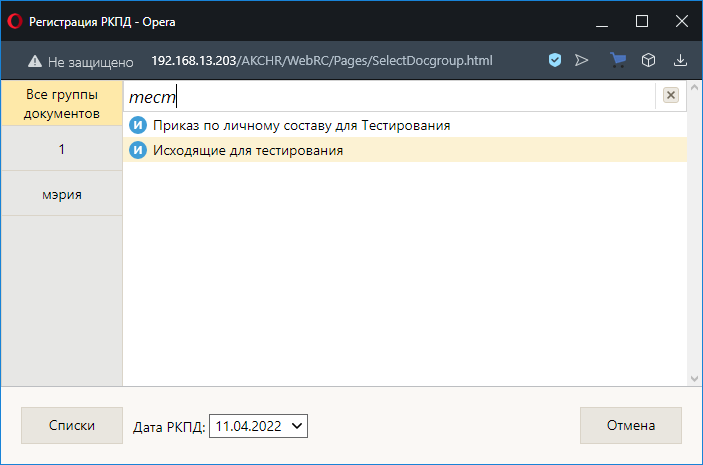 Регистрация РКПД - Opera
Не защищено 192.168.13.203/AKCHR/WebRC/Pages/SelectDocgroup.html
Все группы
документов
1
мэрия
тест
И Приказ по личному составу для Тестирования
И Исходящие для тестирования
Списки
Дата РКПД: 11.04.2022
Отмена